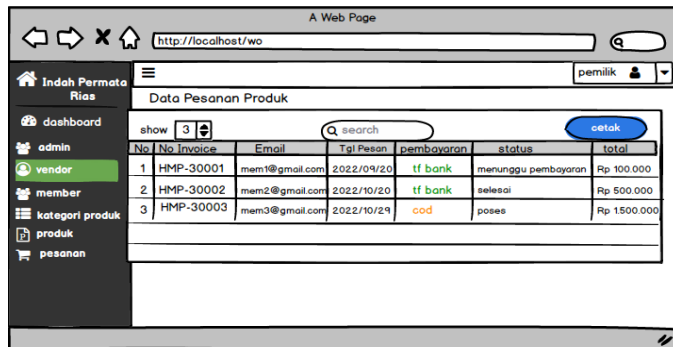 A Web Page
http://localhost/wo
Indah Permata
Rias
pemilik
Data Pesanan Produk
dashboard
admin
vendor
member
kategori produk
produk
pesanan
show 3 search cetak
No No Invoice Email Tgl Pesan pembayaran status total
1 HMP-30001 mem1@gmail.com 2022/09/20 tf bank menunggu pembayaran Rp 100.000
2 HMP-30002 mem2@gmail.com 2022/10/20 tf bank selesai Rp 500.000
3 HMP-30003 mem3@gmail.com 2022/10/29 cod poses Rp 1.500.000